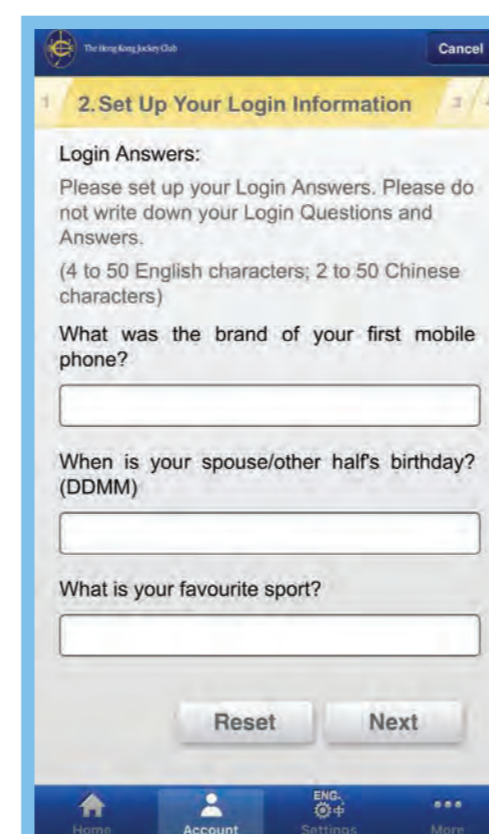 The Hong Kong Jockey Club
Cancel
1
2. Set Up Your Login Information
3
Login Answers:
Please set up your Login Answers. Please do
not write down your Login Questions and
Answers.
(4 to 50 English characters; 2 to 50 Chinese
characters)
What was the brand of your first mobile
phone?
When is your spouse/other half's birthday?
(DDMM)
What is your favourite sport?
Reset
Next
ENG.
中
Home
Account
Settings
More